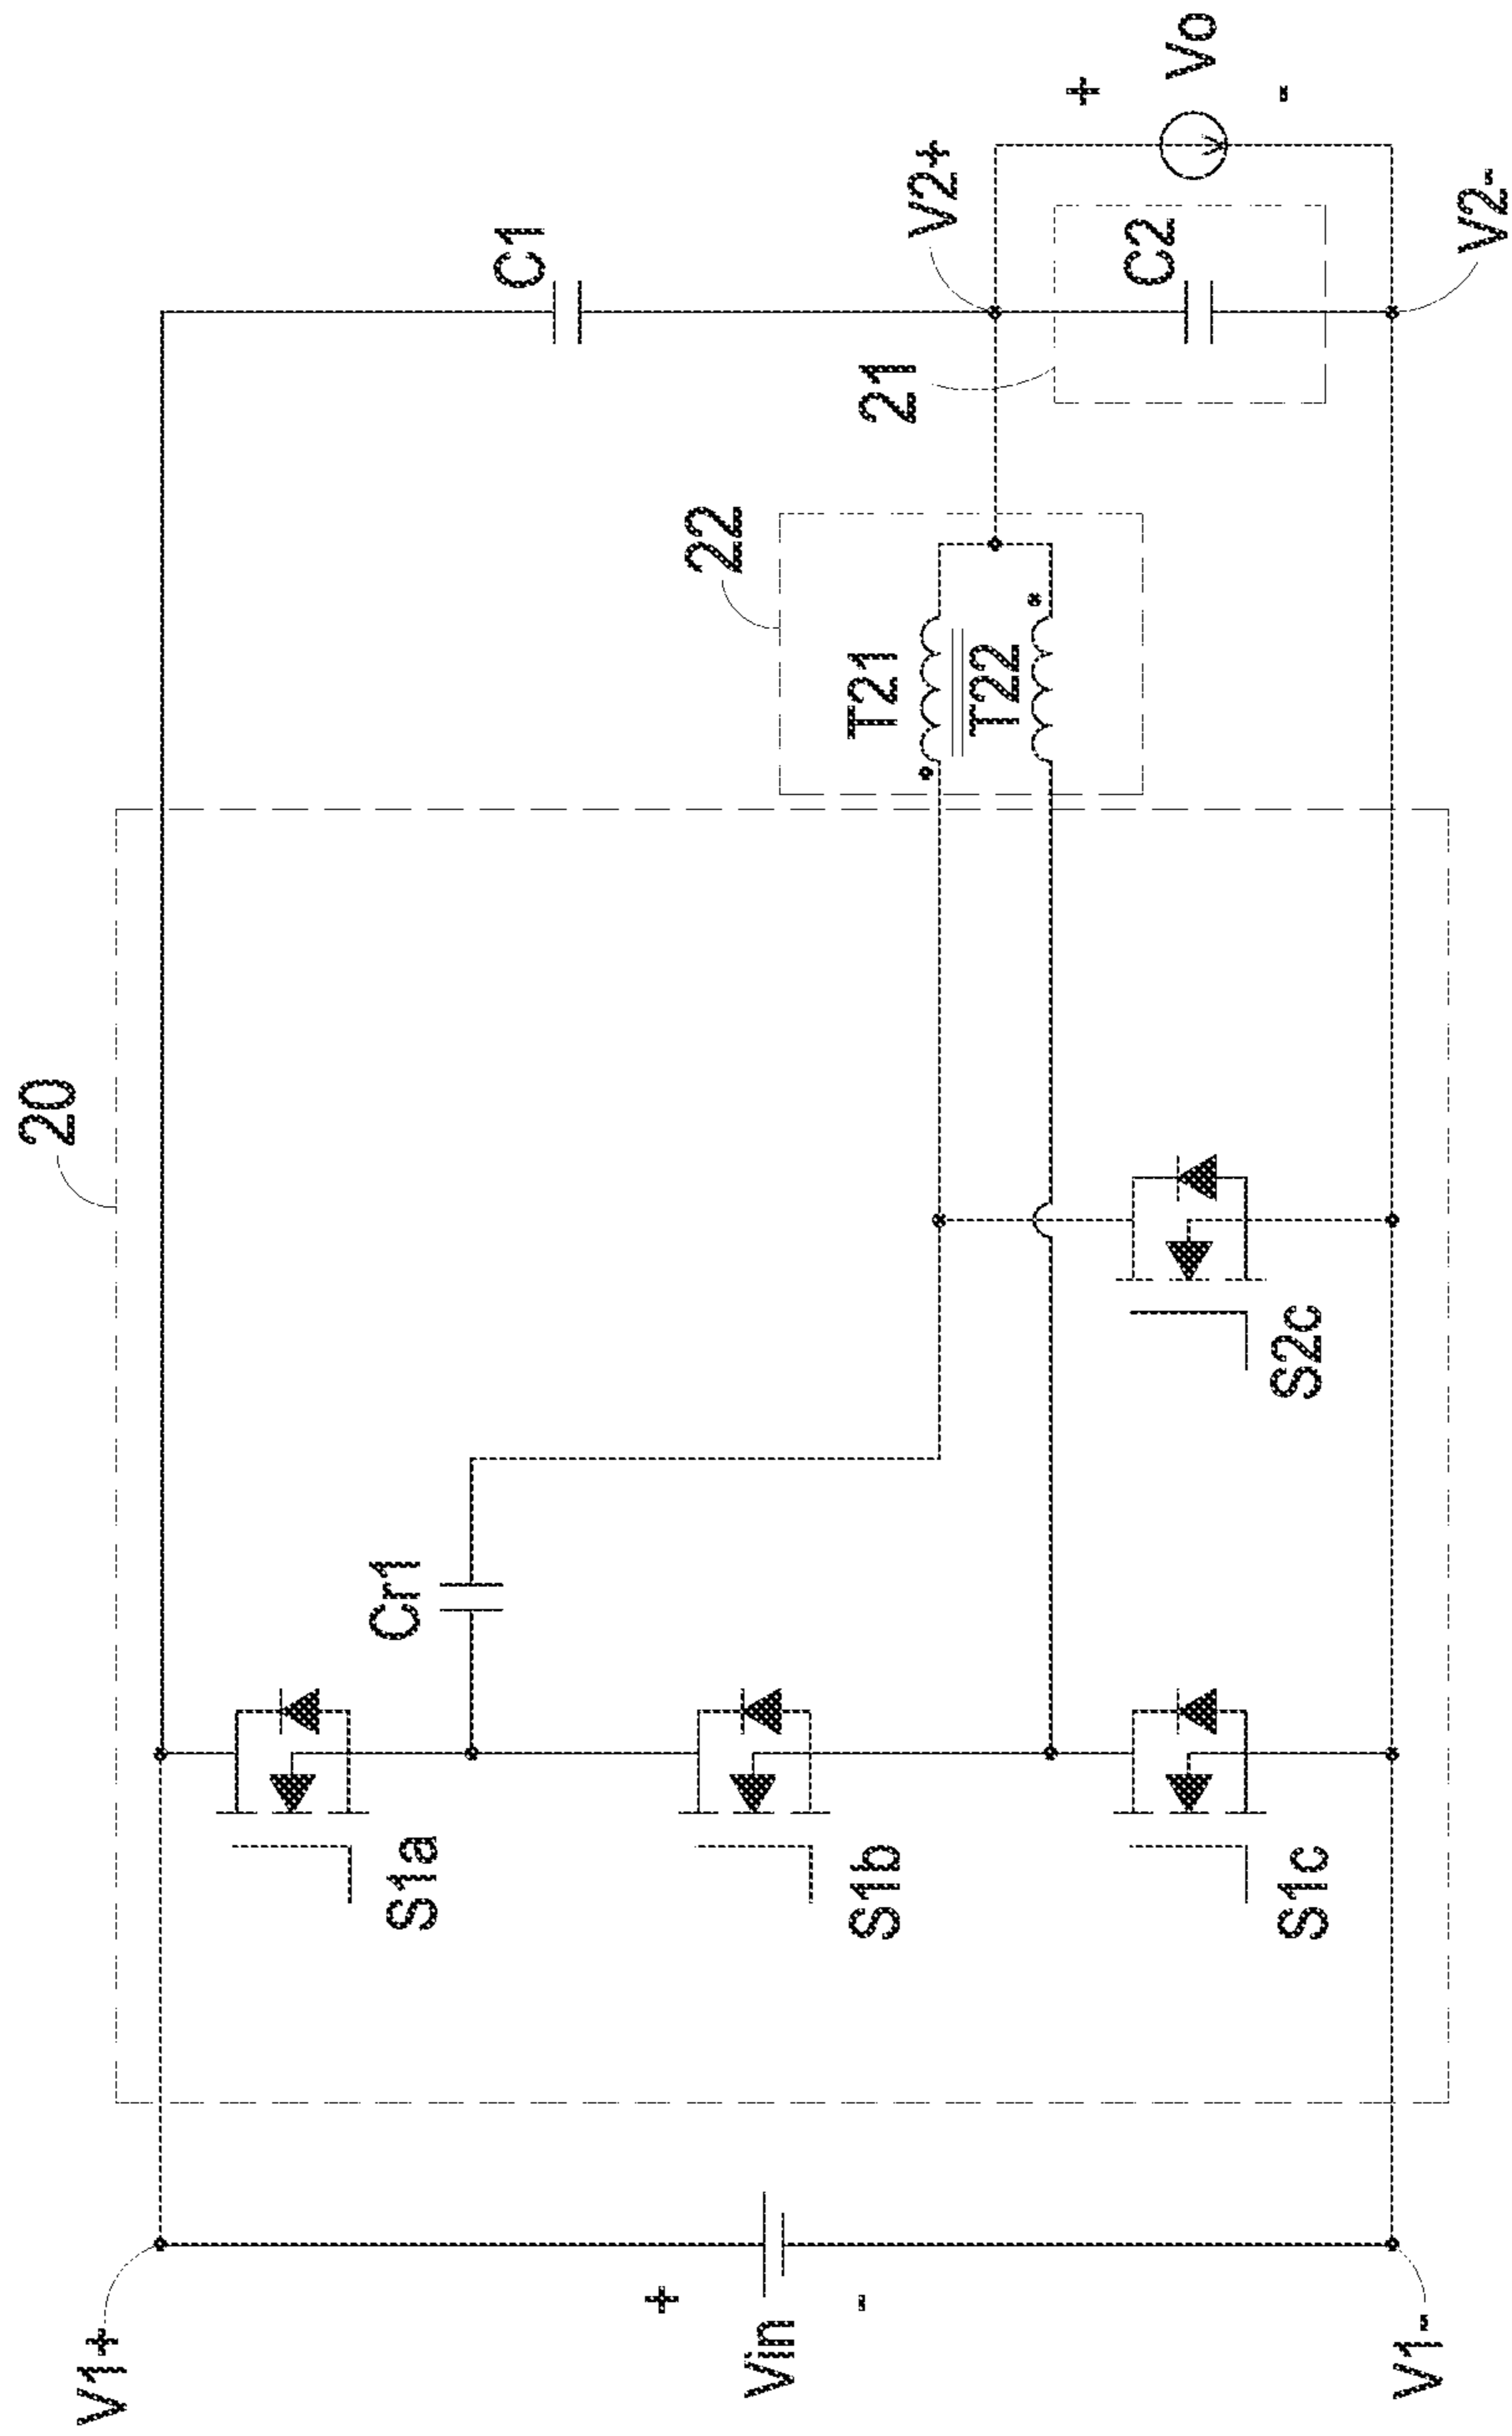 20
V1+
Vin
+
-
V1-
S1a
S1b
S1c
Cr1
S2c
22
T21
T22
21
C1
C2
V2+
V2-
+
Vo
-